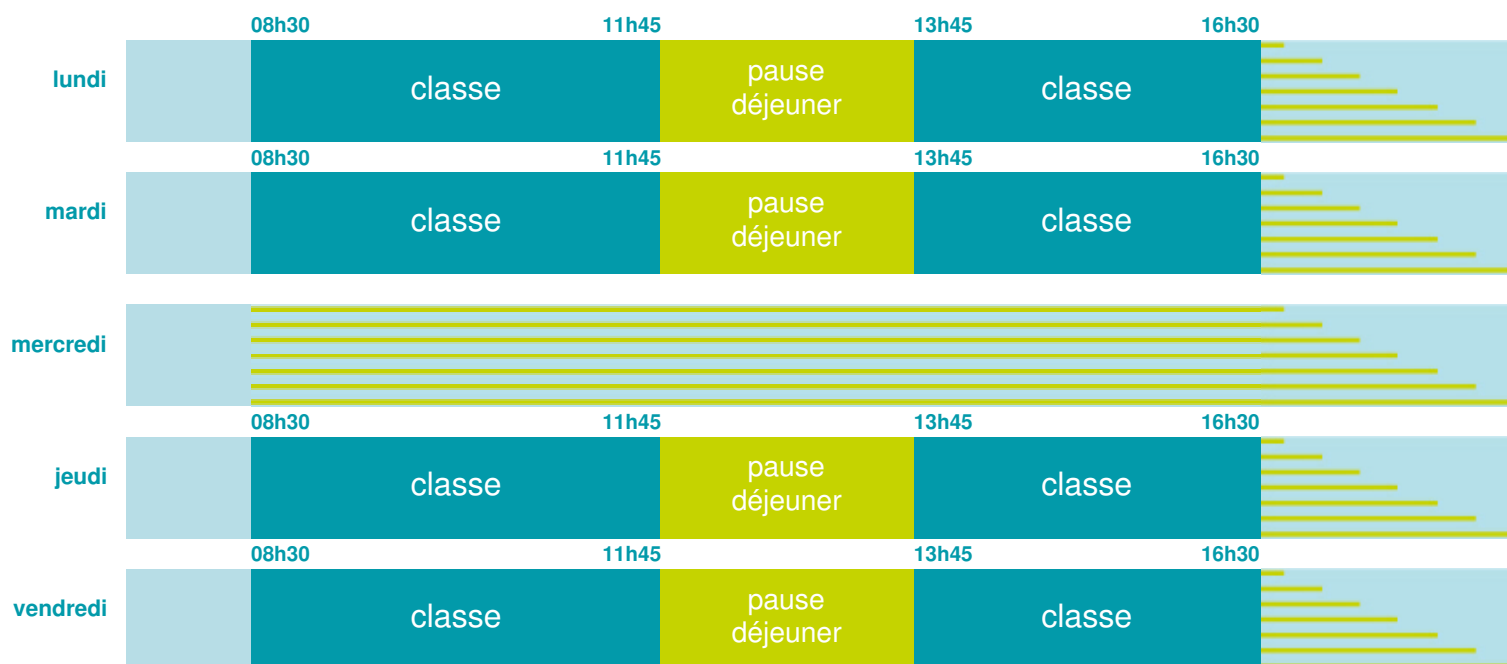 08h30 11h45 13h45 16h30
lundi classe pause déjeuner classe
08h30 11h45 13h45 16h30
mardi classe pause déjeuner classe
mercredi
08h30 11h45 13h45 16h30
jeudi classe pause déjeuner classe
08h30 11h45 13h45 16h30
vendredi classe pause déjeuner classe